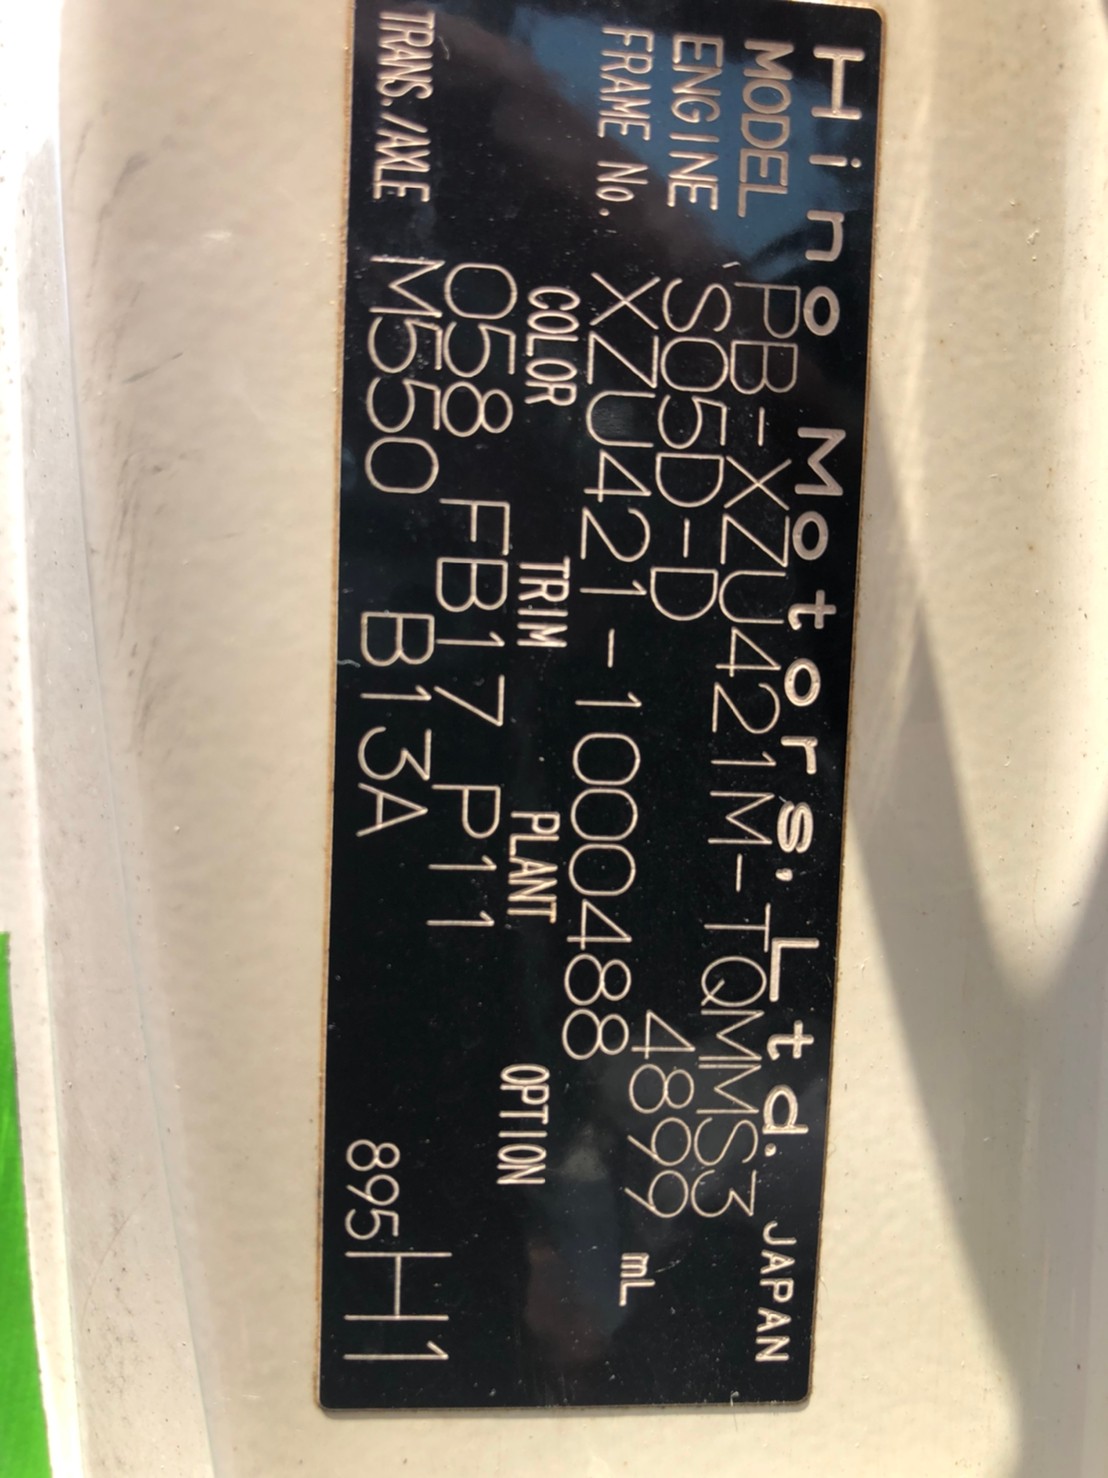 Hino Motors, Ltd. JAPAN
MODEL PB-XZU421M-TQMMS3
ENGINE S05D-D 4899 mL
FRAME No. XZU421-1000488
COLOR TRIM PLANT OPTION
058 FB17 P11
TRANS./AXLE M550 B13A 895H1